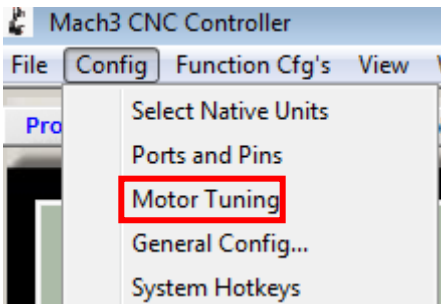 Mach3 CNC Controller
File Config Function Cfg's View
Pro
Select Native Units
Ports and Pins
Motor Tuning
General Config...
System Hotkeys